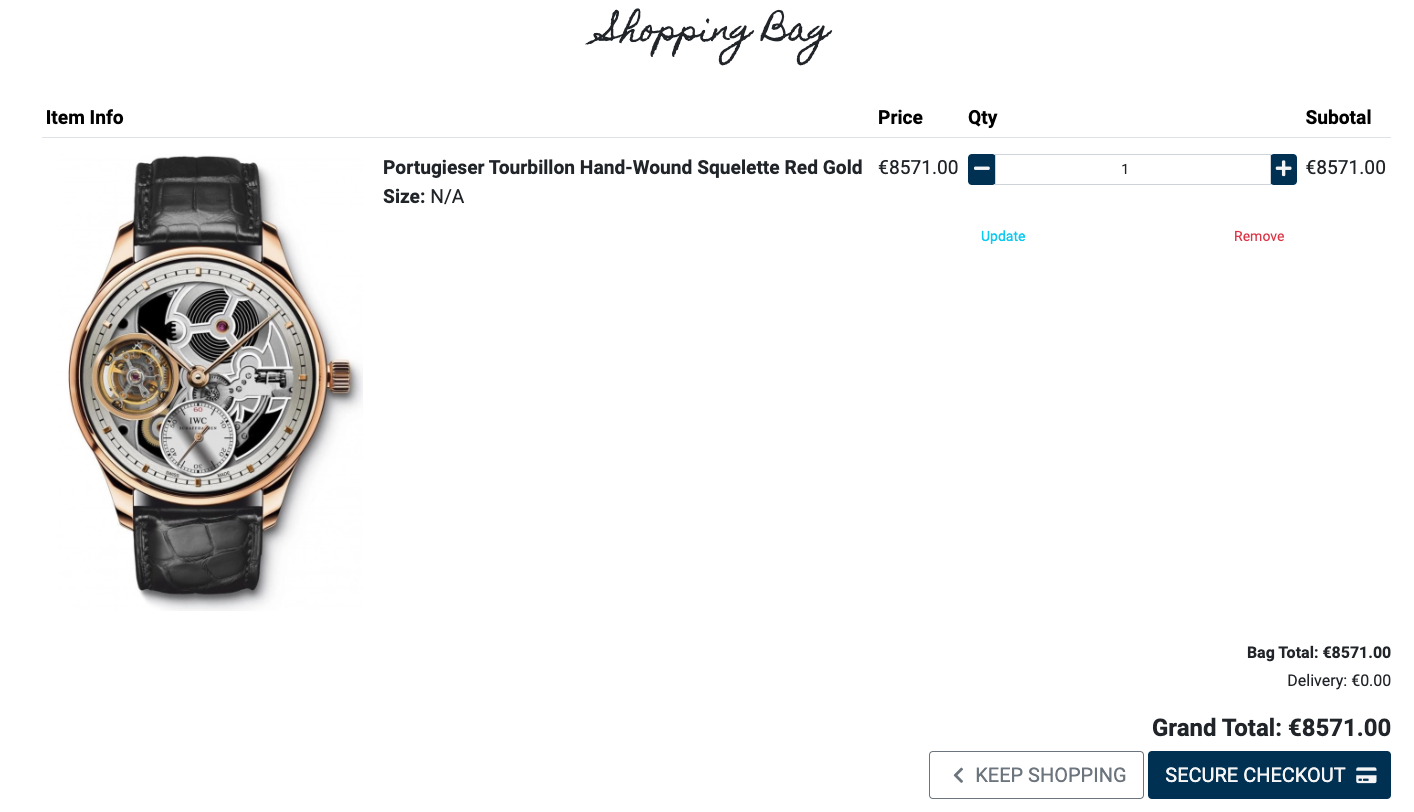 Shopping Bag
Item Info Price Qty Subotal
Portugieser Tourbillon Hand-Wound Squelette Red Gold €8571.00 1 €8571.00
Size: N/A
Update Remove
60
IWC
Bag Total: €8571.00
Delivery: €0.00
Grand Total: €8571.00
KEEP SHOPPING SECURE CHECKOUT